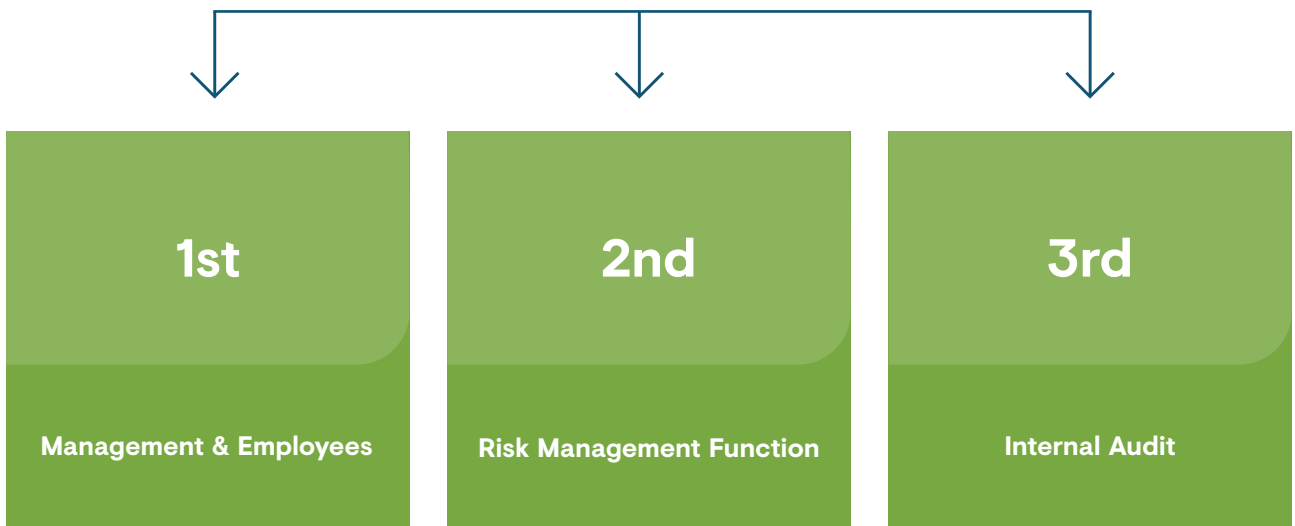 1st
2nd
3rd
Management & Employees
Risk Management Function
Internal Audit